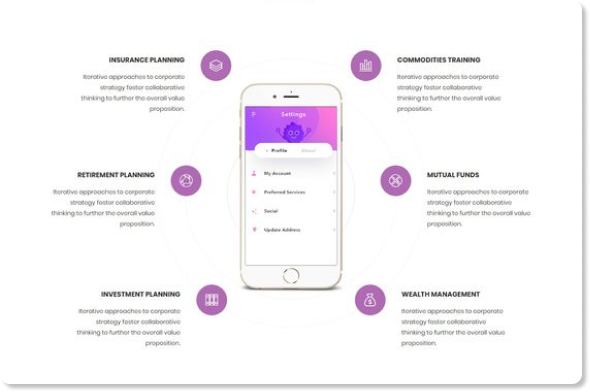 INSURANCE PLANNING
Iterative approaches to corporate
strategy foster collaborative
thinking to further the overall value
proposition.
RETIREMENT PLANNING
Iterative approaches to corporate
strategy foster collaborative
thinking to further the overall value
proposition.
INVESTMENT PLANNING
Iterative approaches to corporate
strategy foster collaborative
thinking to further the overall value
proposition.
Settings
Profile
My Account
Preferred Services
Social
Update Address
COMMODITIES TRAINING
Iterative approaches to corporate
strategy foster collaborative
thinking to further the overall value
proposition.
MUTUAL FUNDS
Iterative approaches to corporate
strategy foster collaborative
thinking to further the overall value
proposition.
WEALTH MANAGEMENT
Iterative approaches to corporate
strategy foster collaborative
thinking to further the overall value
proposition.